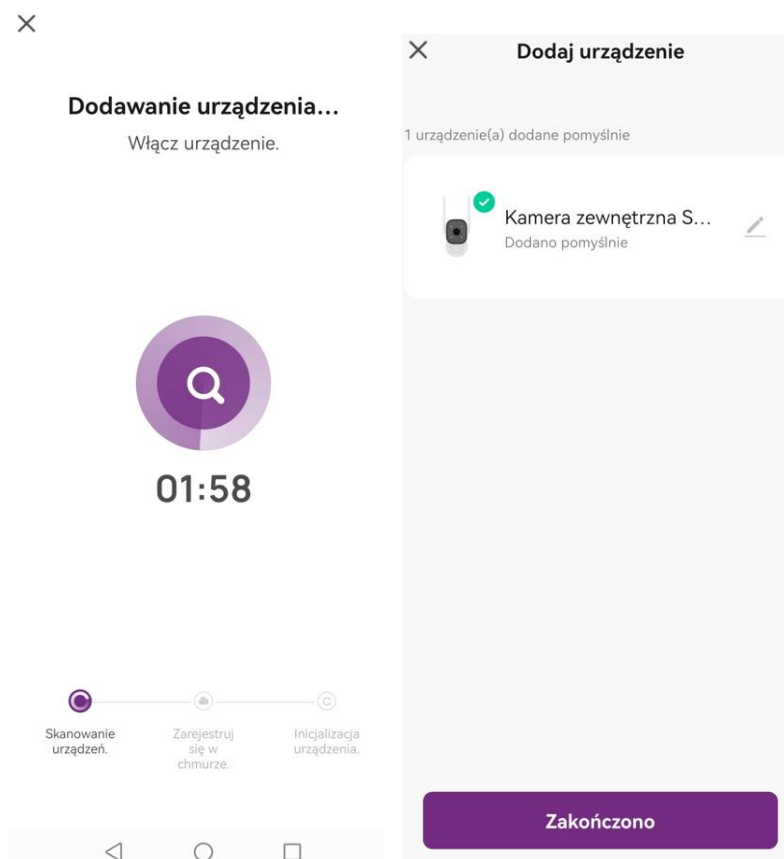 Dodawanie urządzenia...
Włącz urządzenie.
01:58
Skanowanie
urządzeń.
Zarejestruj
się w
chmurze.
Inicjalizacja
urządzenia.
Dodaj urządzenie
1 urządzenie(a) dodane pomyślnie
Kamera zewnętrzna S...
Dodano pomyślnie
Zakończono